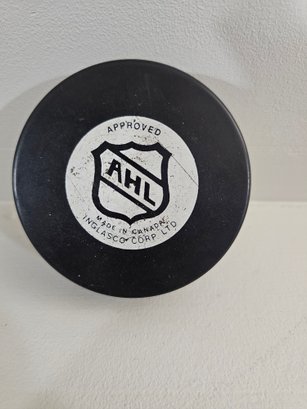 APPROVED
AHL
MADE IN CANADA
INGLASCO CORP. LTD